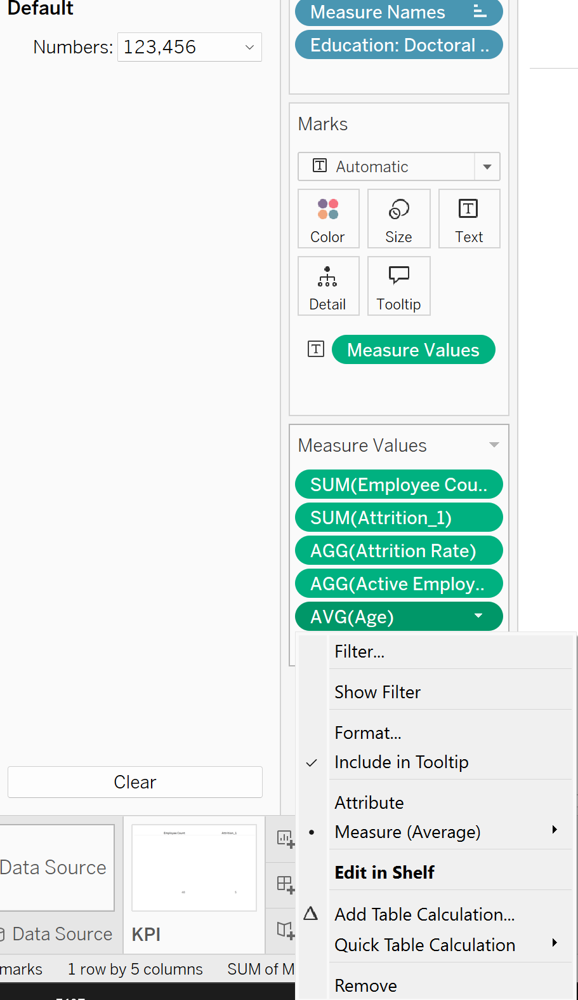 Default
Numbers: 123,456
Measure Names
Education: Doctoral ..
Marks
Automatic
Color
Size
Text
Detail
Tooltip
Measure Values
Measure Values
SUM(Employee Cou..
SUM(Attrition_1)
AGG(Attrition Rate)
AGG(Active Employ..
AVG(Age)
Filter...
Show Filter
Format...
Include in Tooltip
Attribute
Measure (Average)
Edit in Shelf
Add Table Calculation...
Quick Table Calculation
Remove
Clear
Data Source
Employee Count
Attrition_1
Data Source
KPI
marks
1 row by 5 columns
SUM of M